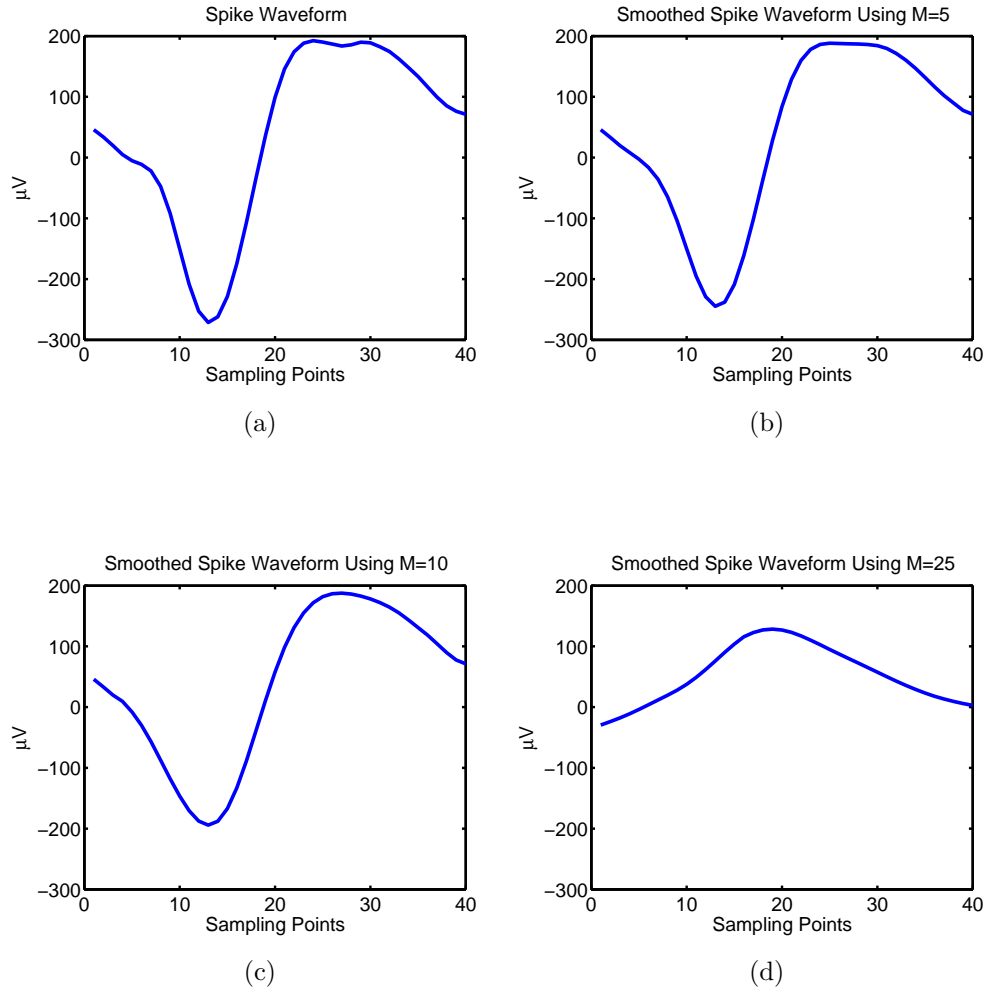 Spike Waveform
200
100
0
−100
−200
−300
μV
0
10
20
30
40
Sampling Points
(a)
Smoothed Spike Waveform Using M=5
200
100
0
−100
−200
−300
μV
0
10
20
30
40
Sampling Points
(b)
Smoothed Spike Waveform Using M=10
200
100
0
−100
−200
−300
μV
0
10
20
30
40
Sampling Points
(c)
Smoothed Spike Waveform Using M=25
200
100
0
−100
−200
−300
μV
0
10
20
30
40
Sampling Points
(d)